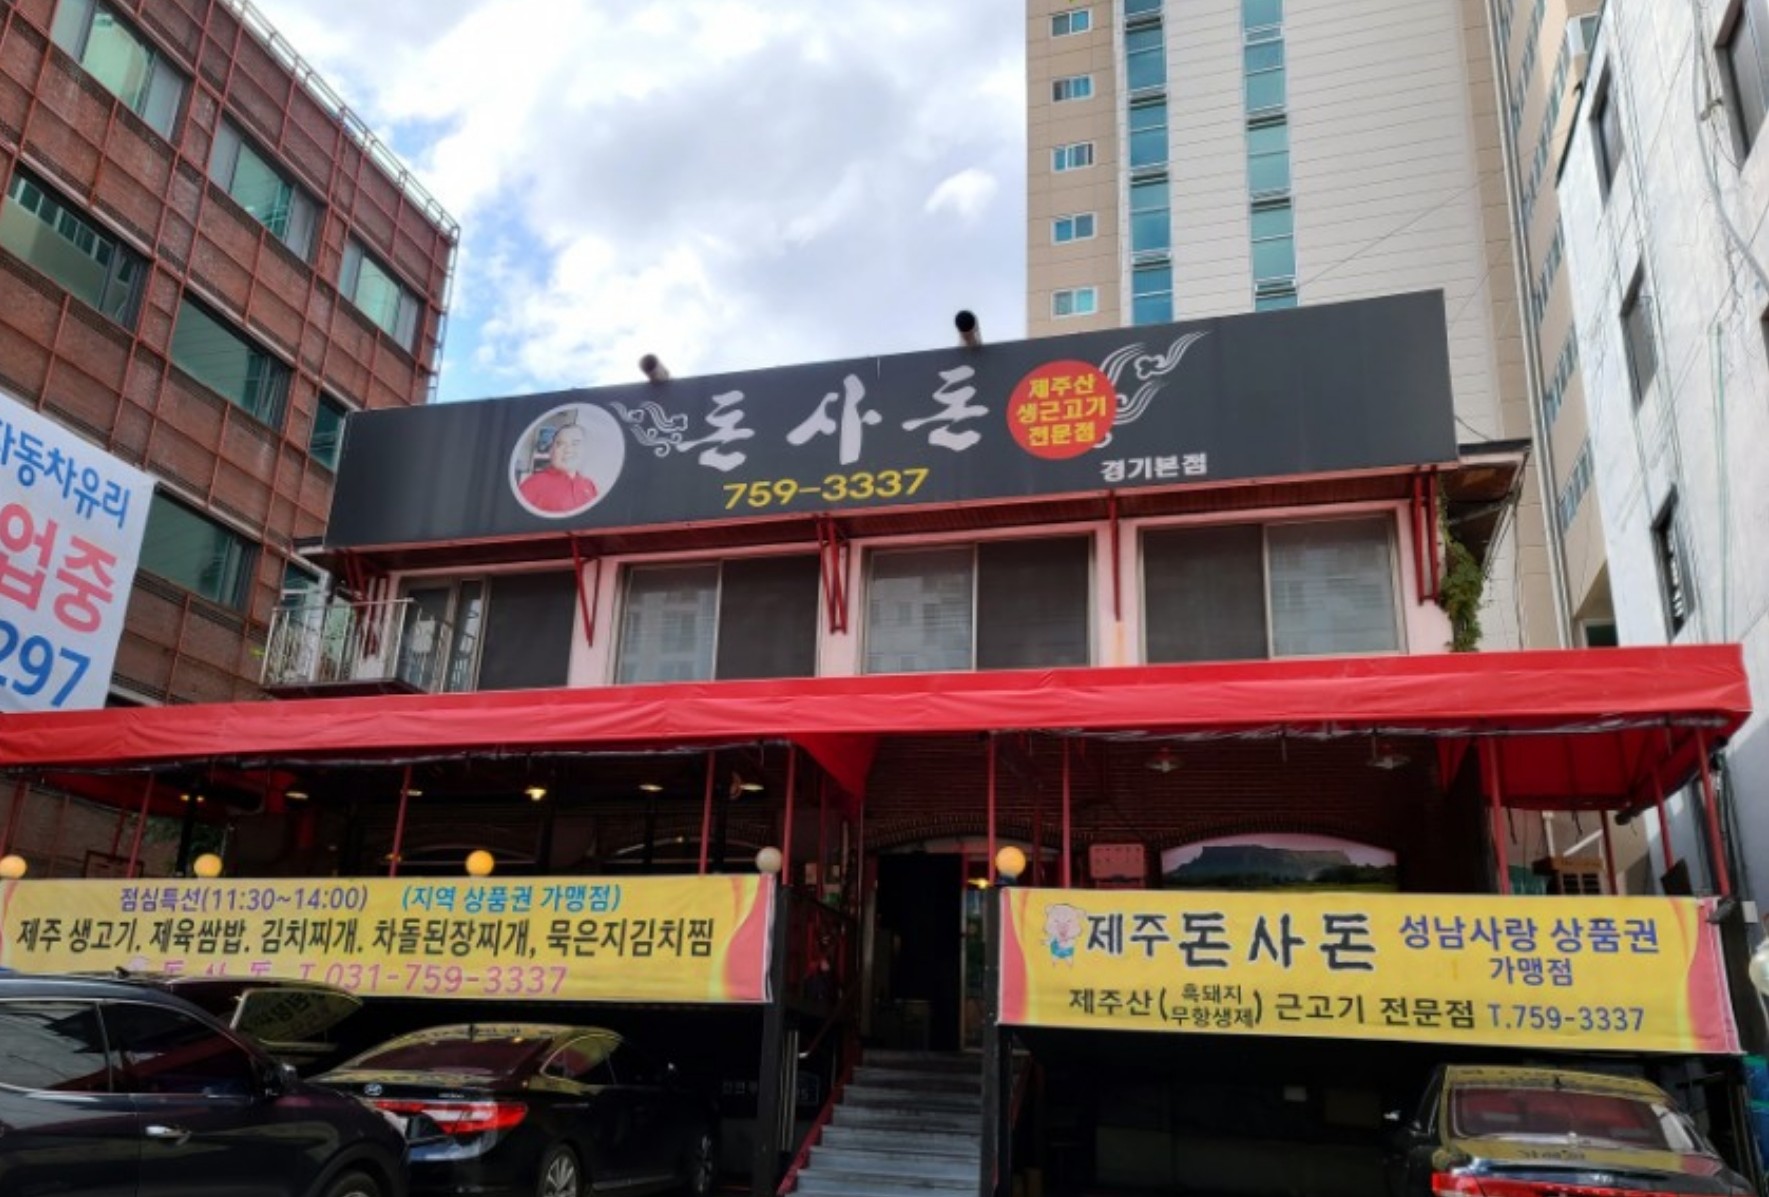 자동차유리
업중
297
돈사돈
제주산
생근고기
전문점
759-3337
경기본점
점심특선(11:30~14:00) (지역 상품권 가맹점)
제주 생고기. 제육쌈밥. 김치찌개. 차돌된장찌개, 묵은지김치찜
돈 사 돈 T.031-759-3337
제주 돈사돈 성남사랑 상품권
가맹점
제주산(흑돼지
무항생제) 근고기 전문점 T.759-3337